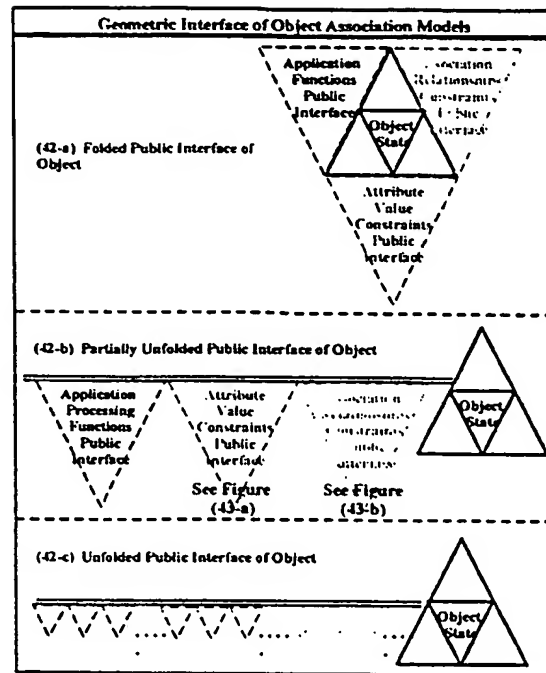 Geometric Interface of Object Association Models
Application
Functions
Public
Interface
Object
State
Attribute
Value
Constraints
Public
Interface
(42-a) Folded Public Interface of
Object
(42-b) Partially Unfolded Public Interface of Object
Application
Processing
Functions
Public
Interface
Attribute
Value
Constraints
Public
Interface
See Figure
(43-a)
See Figure
(43-b)
Object
State
(42-c) Unfolded Public Interface of Object
Object
State